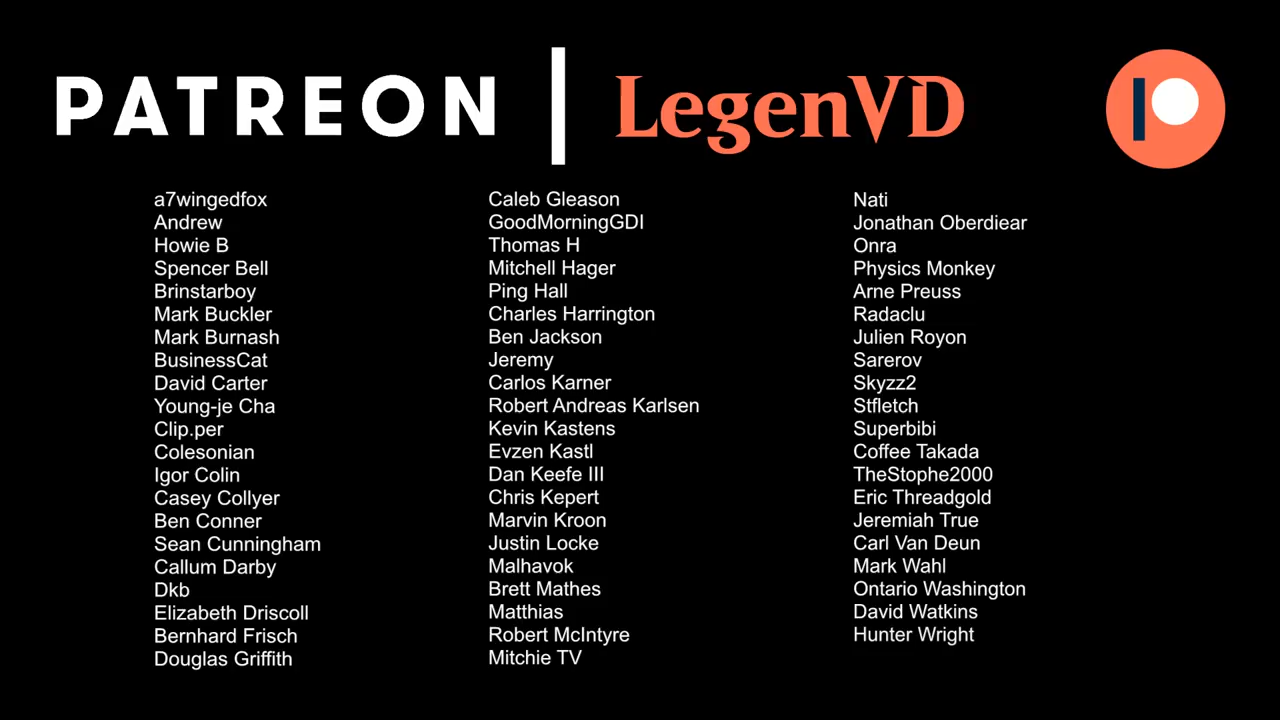 PATREON | LegenVD
a7wingedfox
Andrew
Howie B
Spencer Bell
Brinstarboy
Mark Buckler
Mark Burnash
BusinessCat
David Carter
Young-je Cha
Clip.per
Colesonian
Igor Colin
Casey Collyer
Ben Conner
Sean Cunningham
Callum Darby
Dkb
Elizabeth Driscoll
Bernhard Frisch
Douglas Griffith
Caleb Gleason
GoodMorningGDI
Thomas H
Mitchell Hager
Ping Hall
Charles Harrington
Ben Jackson
Jeremy
Carlos Karner
Robert Andreas Karlsen
Kevin Kastens
Evzen Kastl
Dan Keefe III
Chris Kepert
Marvin Kroon
Justin Locke
Malhavok
Brett Mathes
Matthias
Robert McIntyre
Mitchie TV
Nati
Jonathan Oberdiear
Onra
Physics Monkey
Arne Preuss
Radaclu
Julien Royon
Sarerov
Skyzz2
Stfletch
Superbibi
Coffee Takada
TheStophe2000
Eric Threadgold
Jeremiah True
Carl Van Deun
Mark Wahl
Ontario Washington
David Watkins
Hunter Wright